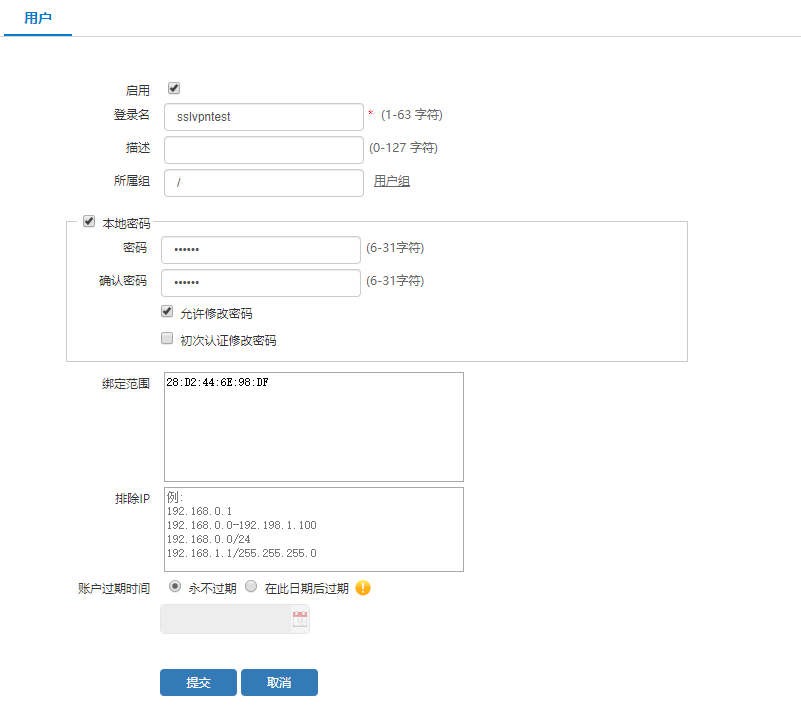 用户
启用
登录名 sslvpntest * (1-63 字符)
描述 (0-127 字符)
所属组 / 用户组
本地密码
密码 •••••• (6-31字符)
确认密码 •••••• (6-31字符)
允许修改密码
初次认证修改密码
绑定范围 28:D2:44:6E:98:DF
排除IP 例:
192.168.0.1
192.168.0.0-192.198.1.100
192.168.0.0/24
192.168.1.1/255.255.255.0
账户过期时间 永不过期 在此日期后过期
提交 取消